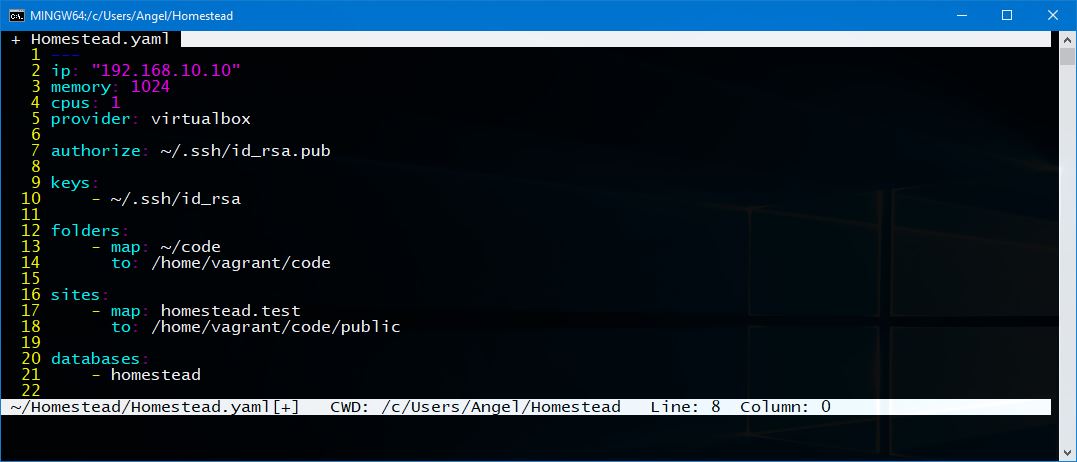 MINGW64:/c/Users/Angel/Homestead
+ Homestead.yaml
1 ---
2 ip: "192.168.10.10"
3 memory: 1024
4 cpus: 1
5 provider: virtualbox
6
7 authorize: ~/.ssh/id_rsa.pub
8
9 keys:
10     - ~/.ssh/id_rsa
11
12 folders:
13     - map: ~/code
14       to: /home/vagrant/code
15
16 sites:
17     - map: homestead.test
18       to: /home/vagrant/code/public
19
20 databases:
21     - homestead
22
~/Homestead/Homestead.yaml[+]   CWD: /c/Users/Angel/Homestead   Line: 8  Column: 0